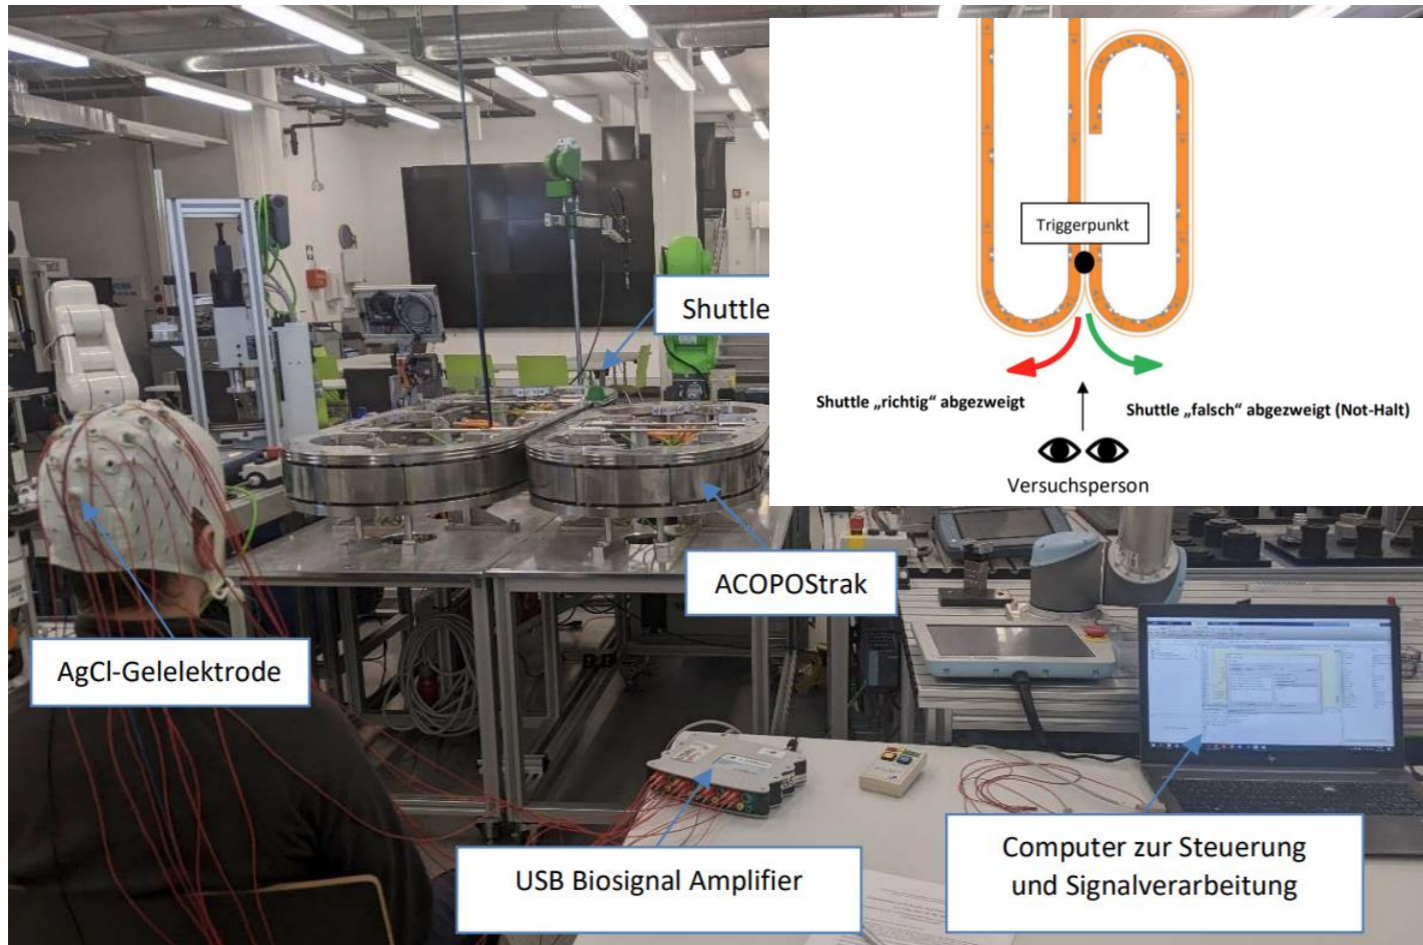 Triggerpunkt
Shuttle „richtig“ abgezweigt
Shuttle „falsch“ abgezweigt (Not-Halt)
Versuchsperson
Shuttle
ACOPOStrak
AgCl-Gelelektrode
USB Biosignal Amplifier
Computer zur Steuerung
und Signalverarbeitung